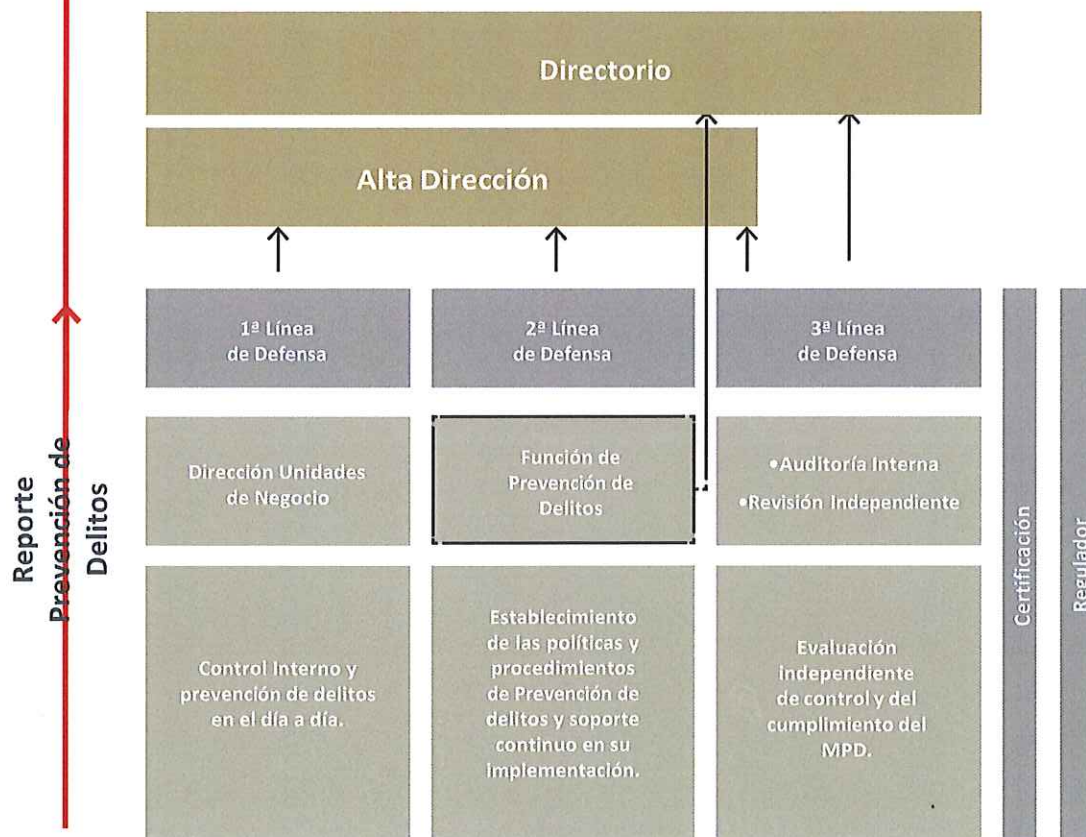 Directorio
Alta Dirección
Reporte
Prevención de
Delitos
1ª Línea
de Defensa
2ª Línea
de Defensa
3ª Línea
de Defensa
Dirección Unidades
de Negocio
Función de
Prevención de
Delitos
•Auditoría Interna
•Revisión Independiente
Control Interno y
prevención de delitos
en el día a día.
Establecimiento
de las políticas y
procedimientos
de Prevención de
delitos y soporte
continuo en su
implementación.
Evaluación
independiente
de control y del
cumplimiento del
MPD.
Certificación
Regulador